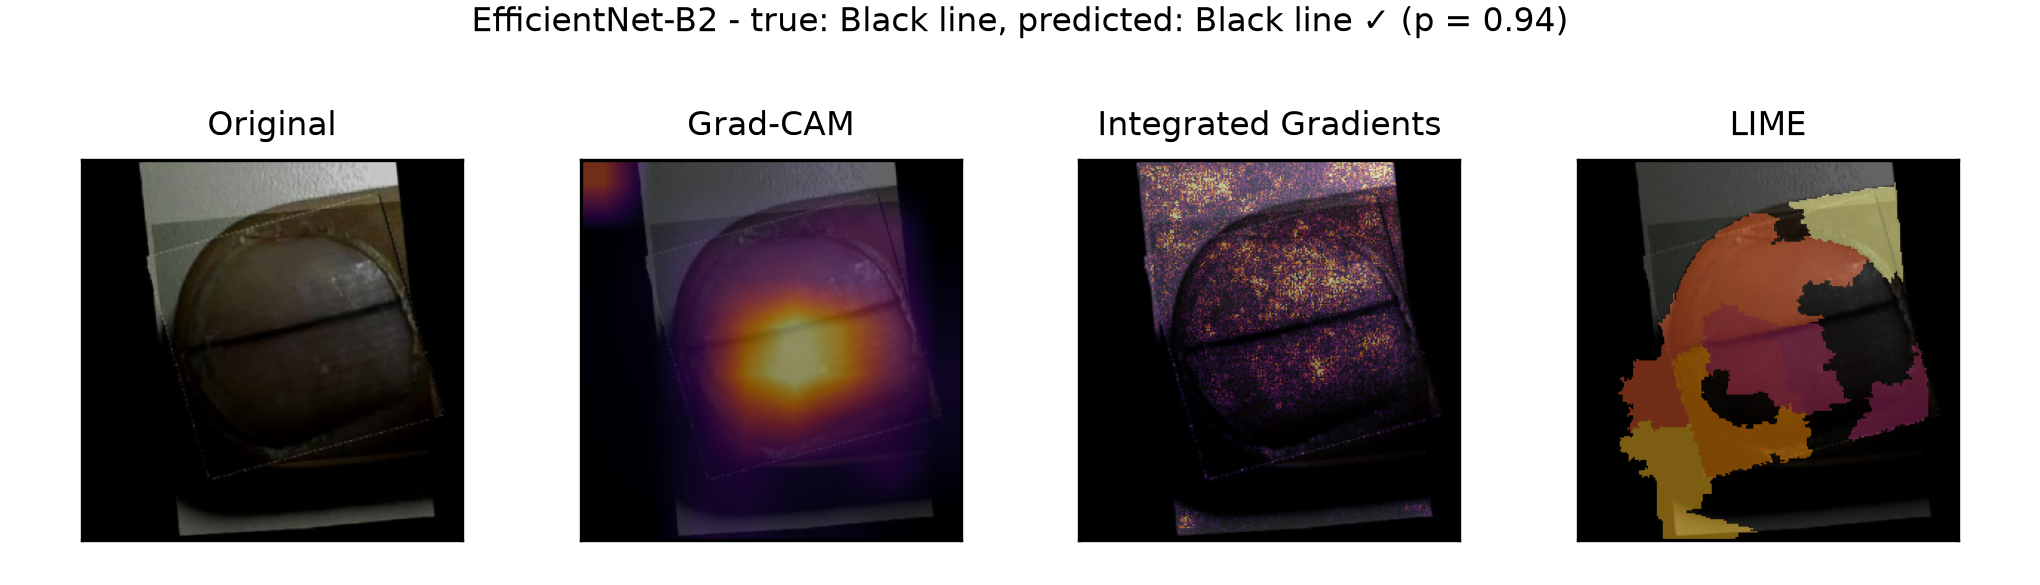 EfficientNet-B2 - true: Black line, predicted: Black line ✓ (p = 0.94)
Original
Grad-CAM
Integrated Gradients
LIME